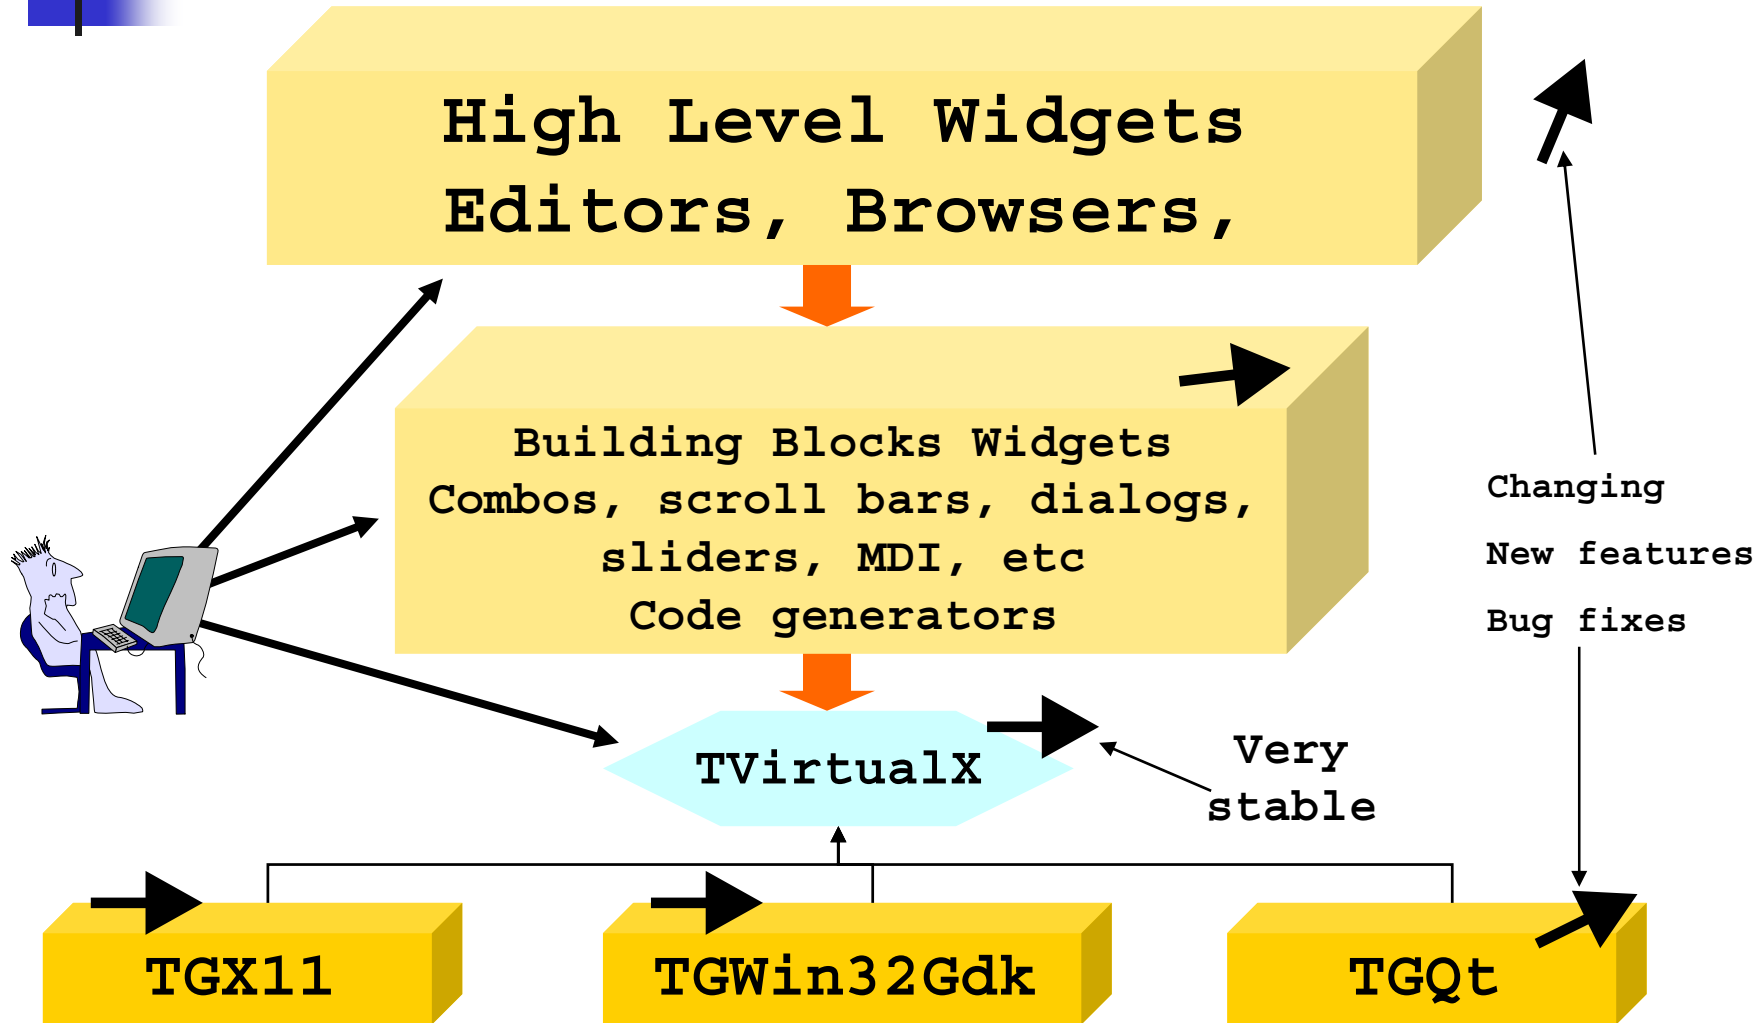 High Level Widgets
Editors, Browsers,
Building Blocks Widgets
Combos, scroll bars, dialogs,
sliders, MDI, etc
Code generators
Changing
New features
Bug fixes
TVirtualX
Very
stable
TGX11
TGWin32Gdk
TGQt